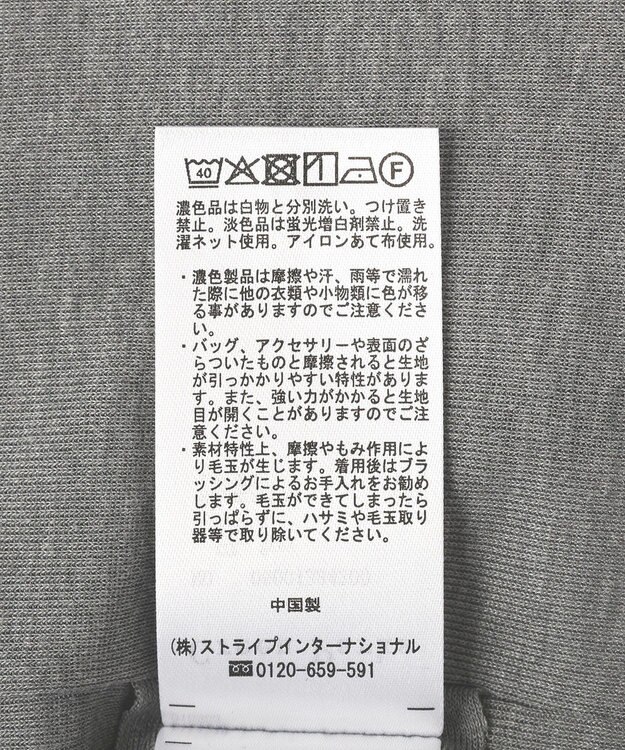 40 F
濃色品は白物と分別洗い。つけ置き
禁止。淡色品は蛍光増白剤禁止。洗
濯ネット使用。アイロンあて布使用。
・濃色製品は摩擦や汗、雨等で濡れ
た際に他の衣類や小物類に色が移
る事がありますのでご注意くださ
い。
・バッグ、アクセサリーや表面のざ
らついたものと摩擦されると生地
が引っかかりやすい特性がありま
す。また、強い力がかかると生地
目が開くことがありますのでご注
意ください。
・素材特性上、摩擦やもみ作用によ
り毛玉が生じます。着用後はブラ
ッシングによるお手入れをお勧め
します。毛玉ができてしまったら
引っぱらずに、ハサミや毛玉取り
器等で取り除いてください。
中国製
(株)ストライプインターナショナル
0120-659-591